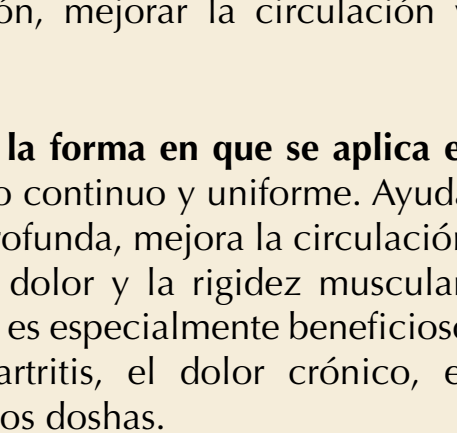 ón, mejorar la circulación
la forma en que se aplica e
o continuo y uniforme. Ayuda
ofunda, mejora la circulación
dolor y la rigidez muscular
es especialmente beneficioso
artritis, el dolor crónico, e
os doshas.